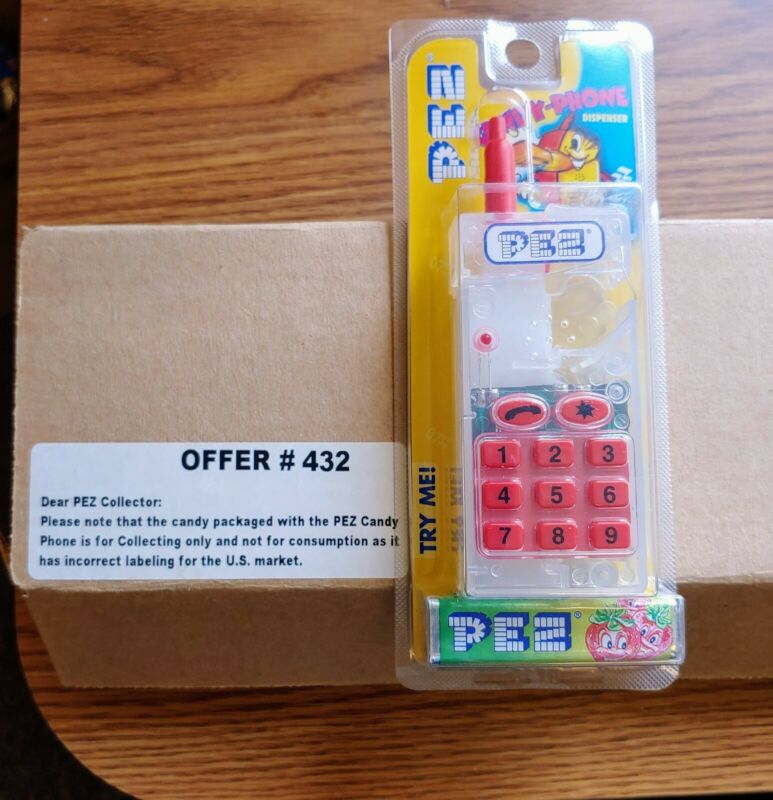 PEZ
-PHONE
DISPENSER
PEZ
1 2 3
4 5 6
7 8 9
TRY ME!
PEZ
OFFER # 432
Dear PEZ Collector:
Please note that the candy packaged with the PEZ Candy
Phone is for Collecting only and not for consumption as it
has incorrect labeling for the U.S. market.